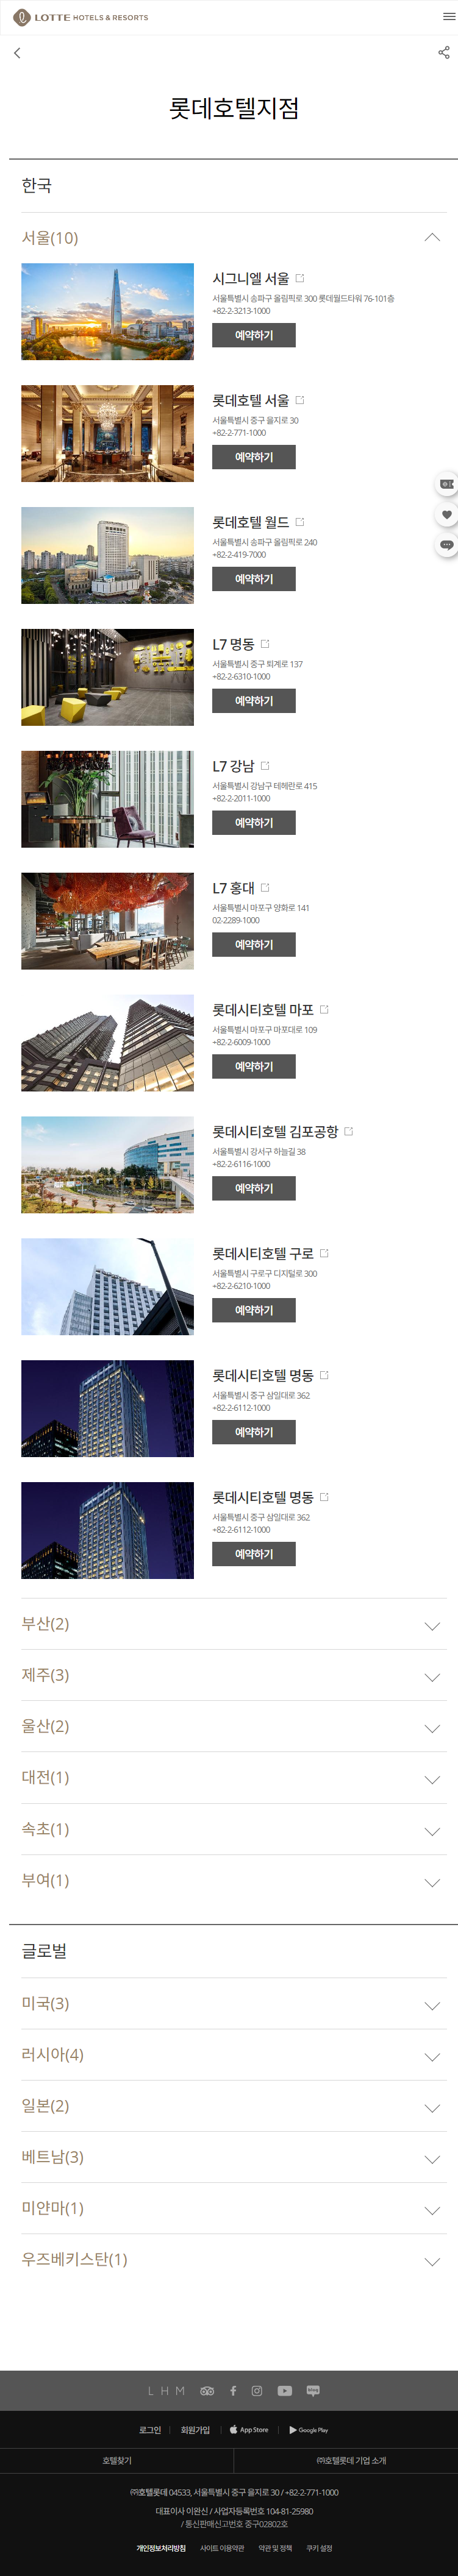 LOTTE HOTELS & RESORTS
롯데호텔지점
한국
서울(10)
시그니엘 서울
서울특별시 송파구 올림픽로 300 롯데월드타워 76-101층
+82-2-3213-1000
예약하기
롯데호텔 서울
서울특별시 중구 을지로 30
+82-2-771-1000
예약하기
롯데호텔 월드
서울특별시 송파구 올림픽로 240
+82-2-419-7000
예약하기
L7 명동
서울특별시 중구 퇴계로 137
+82-2-6310-1000
예약하기
L7 강남
서울특별시 강남구 테헤란로 415
+82-2-2011-1000
예약하기
L7 홍대
서울특별시 마포구 양화로 141
02-2289-1000
예약하기
롯데시티호텔 마포
서울특별시 마포구 마포대로 109
+82-2-6009-1000
예약하기
롯데시티호텔 김포공항
서울특별시 강서구 하늘길 38
+82-2-6116-1000
예약하기
롯데시티호텔 구로
서울특별시 구로구 디지털로 300
+82-2-6210-1000
예약하기
롯데시티호텔 명동
서울특별시 중구 삼일대로 362
+82-2-6112-1000
예약하기
롯데시티호텔 명동
서울특별시 중구 삼일대로 362
+82-2-6112-1000
예약하기
부산(2)
제주(3)
울산(2)
대전(1)
속초(1)
부여(1)
글로벌
미국(3)
러시아(4)
일본(2)
베트남(3)
미얀마(1)
우즈베키스탄(1)
L H M
로그인 회원가입 App Store Google Play
호텔찾기 ㈜호텔롯데 기업 소개
㈜호텔롯데 04533, 서울특별시 중구 을지로 30 / +82-2-771-1000
대표이사 이완신 / 사업자등록번호 104-81-25980
/ 통신판매신고번호 중구02802호
개인정보처리방침 사이트 이용약관 약관 및 정책 쿠키 설정